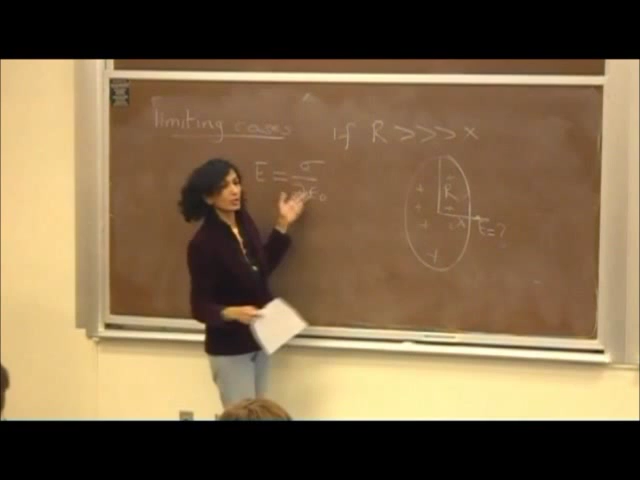 Limiting cases If R >>> x
E = σ/2ε₀
+ R
+ +
+ x E = ?
+